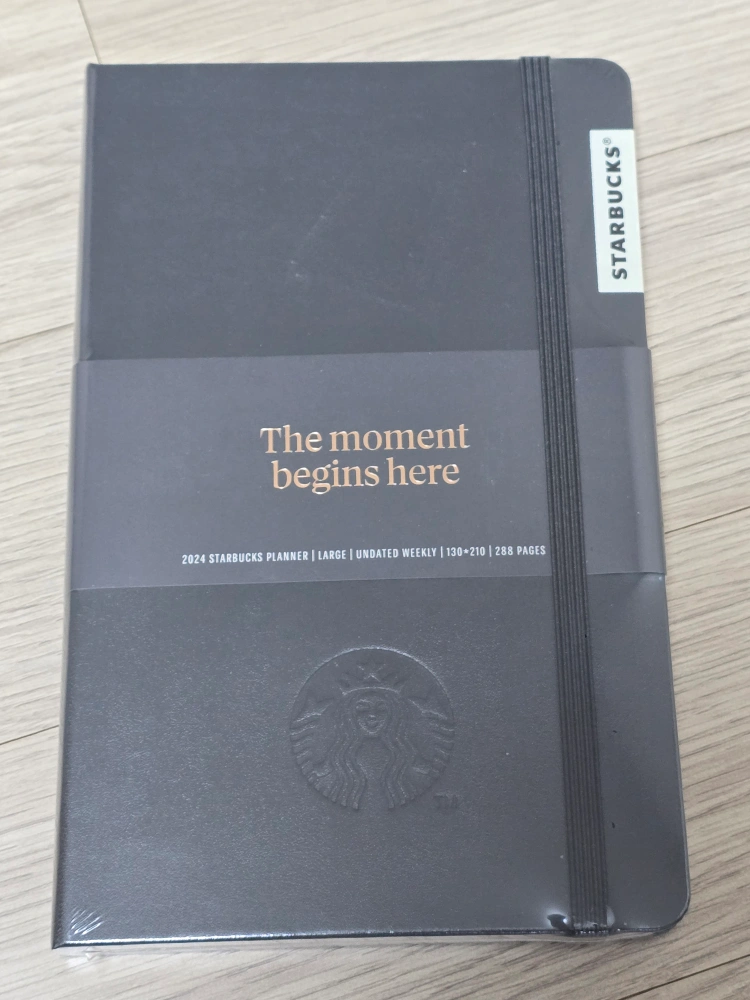 STARBUCKS®
The moment
begins here
2024 STARBUCKS PLANNER | LARGE | UNDATED WEEKLY | 130*210 | 288 PAGES
TM